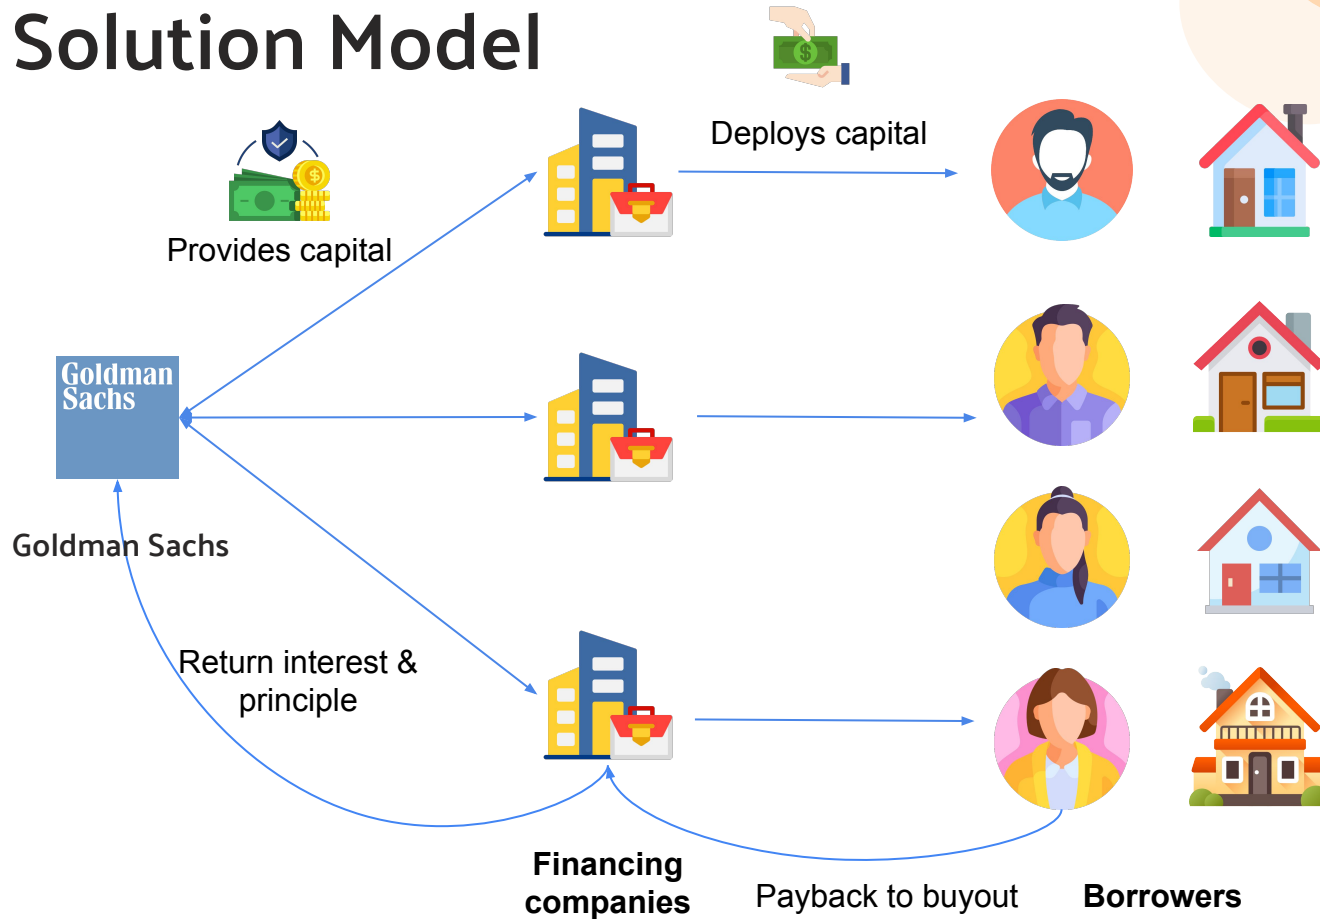 Solution Model
Deploys capital
Provides capital
Goldman
Sachs
Goldman Sachs
Return interest &
principle
Financing
companies
Payback to buyout
Borrowers